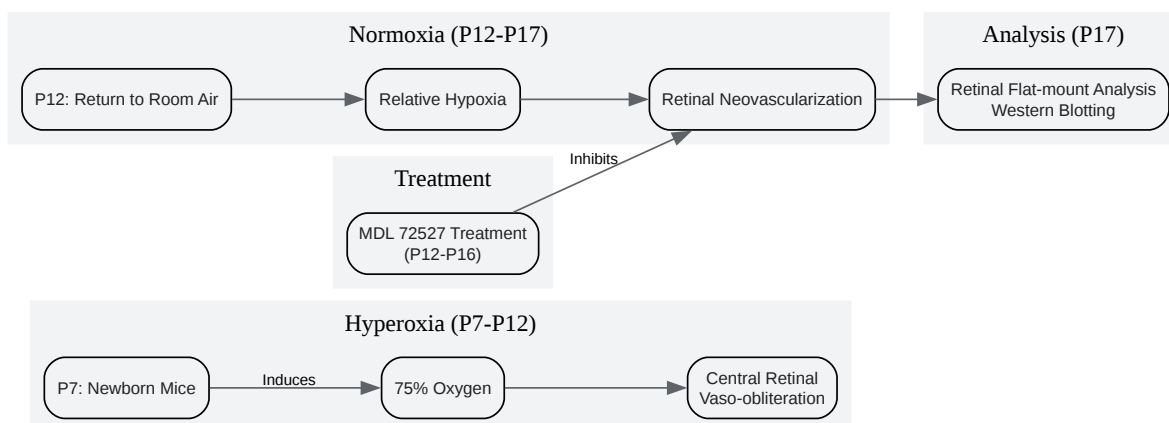 Normoxia (P12-P17)
P12: Return to Room Air
Relative Hypoxia
Retinal Neovascularization
Analysis (P17)
Retinal Flat-mount Analysis
Western Blotting
Inhibits
Treatment
MDL 72527 Treatment
(P12-P16)
Hyperoxia (P7-P12)
P7: Newborn Mice
Induces
75% Oxygen
Central Retinal
Vaso-obliteration